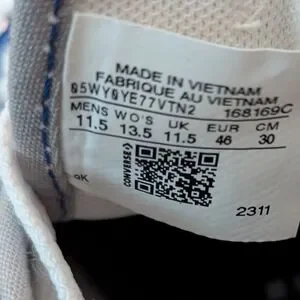 MADE IN VIETNAM
FABRIQUE AU VIETNAM
05WY0YE77VTN2 168169C
MENS WO'S UK EUR CM
11.5 13.5 11.5 46 30
CONVERSE
2311